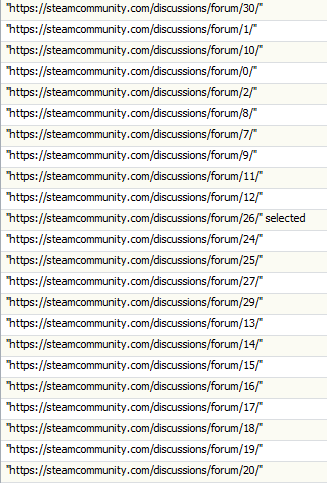 "https://steamcommunity.com/discussions/forum/30/"
"https://steamcommunity.com/discussions/forum/1/"
"https://steamcommunity.com/discussions/forum/10/"
"https://steamcommunity.com/discussions/forum/0/"
"https://steamcommunity.com/discussions/forum/2/"
"https://steamcommunity.com/discussions/forum/8/"
"https://steamcommunity.com/discussions/forum/7/"
"https://steamcommunity.com/discussions/forum/9/"
"https://steamcommunity.com/discussions/forum/11/"
"https://steamcommunity.com/discussions/forum/12/"
"https://steamcommunity.com/discussions/forum/26/" selected
"https://steamcommunity.com/discussions/forum/24/"
"https://steamcommunity.com/discussions/forum/25/"
"https://steamcommunity.com/discussions/forum/27/"
"https://steamcommunity.com/discussions/forum/29/"
"https://steamcommunity.com/discussions/forum/13/"
"https://steamcommunity.com/discussions/forum/14/"
"https://steamcommunity.com/discussions/forum/15/"
"https://steamcommunity.com/discussions/forum/16/"
"https://steamcommunity.com/discussions/forum/17/"
"https://steamcommunity.com/discussions/forum/18/"
"https://steamcommunity.com/discussions/forum/19/"
"https://steamcommunity.com/discussions/forum/20/"